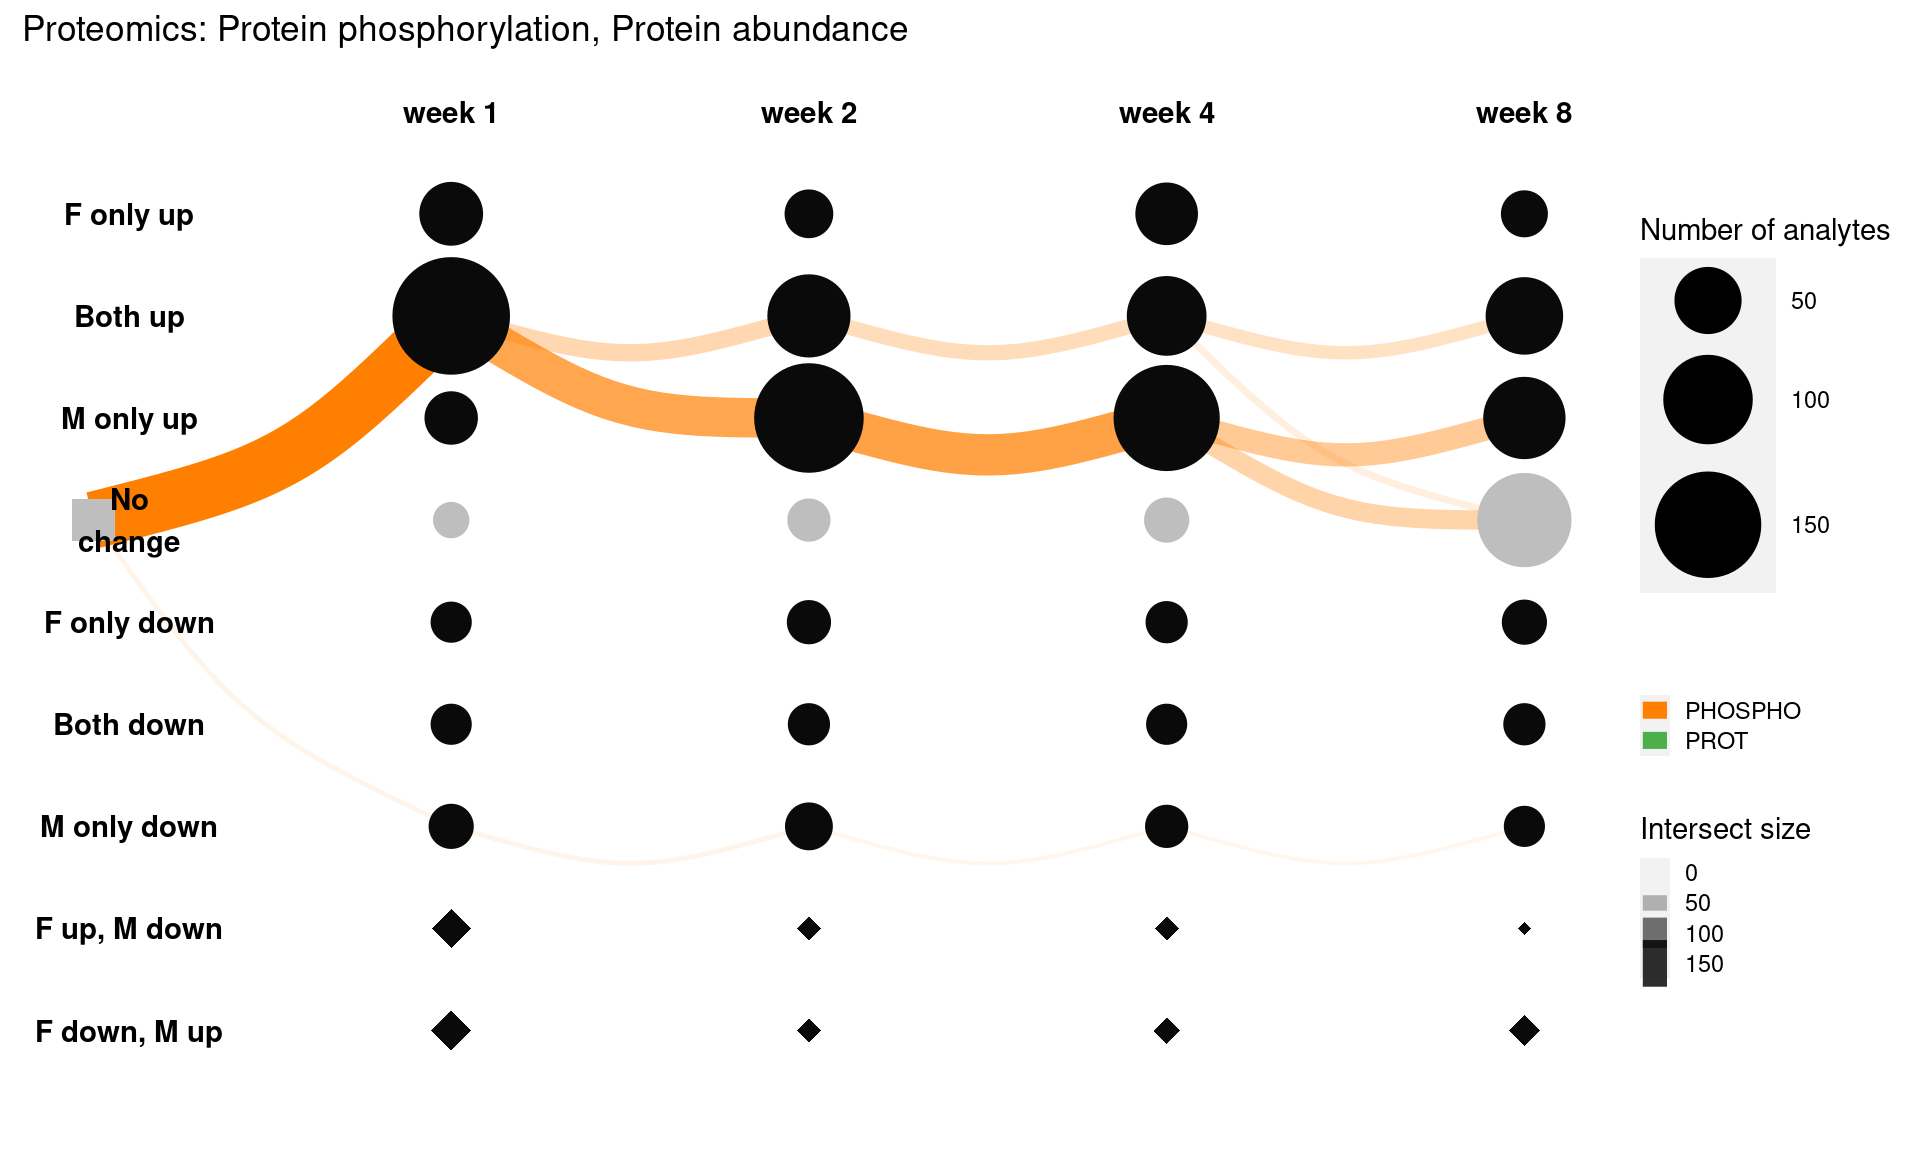 Proteomics: Protein phosphorylation, Protein abundance
week 1
week 2
week 4
week 8
F only up
Both up
M only up
No
change
F only down
Both down
M only down
F up, M down
F down, M up
Number of analytes
50
100
150
PHOSPHO
PROT
Intersect size
0
50
100
150